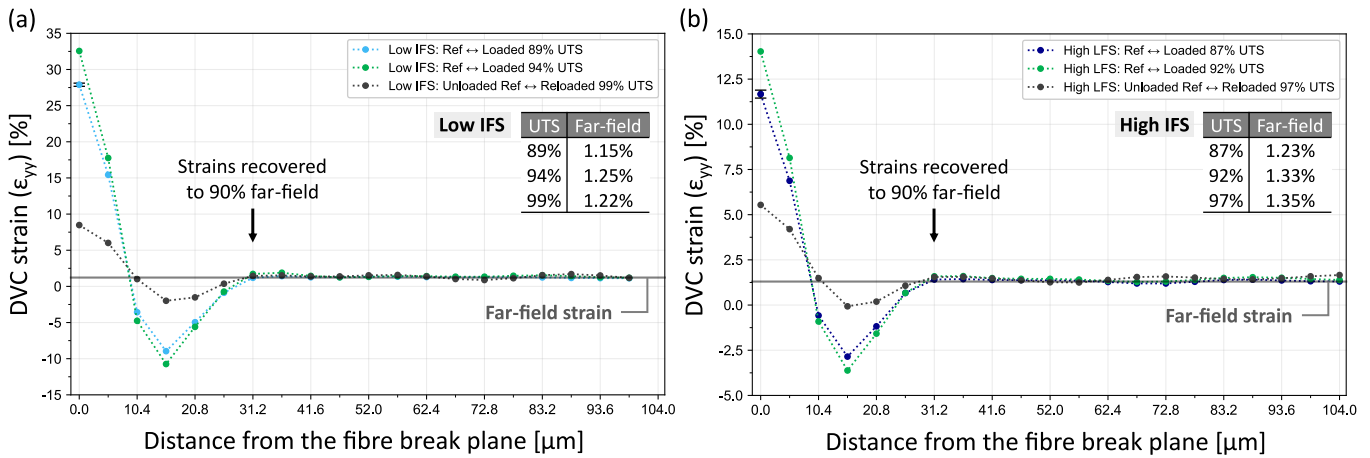 (a)
DVC strain (ε_yy) [%]
35
30
25
20
15
10
5
0
-5
-10
-15
Low IFS: Ref ↔ Loaded 89% UTS
Low IFS: Ref ↔ Loaded 94% UTS
Low IFS: Unloaded Ref ↔ Reloaded 99% UTS
Low IFS
UTS Far-field
89% 1.15%
94% 1.25%
99% 1.22%
Strains recovered
to 90% far-field
Far-field strain
0.0 10.4 20.8 31.2 41.6 52.0 62.4 72.8 83.2 93.6 104.0
Distance from the fibre break plane [μm]
(b)
DVC strain (ε_yy) [%]
15.0
12.5
10.0
7.5
5.0
2.5
0.0
-2.5
-5.0
High LFS: Ref ↔ Loaded 87% UTS
High LFS: Ref ↔ Loaded 92% UTS
High LFS: Unloaded Ref ↔ Reloaded 97% UTS
High IFS
UTS Far-field
87% 1.23%
92% 1.33%
97% 1.35%
Strains recovered
to 90% far-field
Far-field strain
0.0 10.4 20.8 31.2 41.6 52.0 62.4 72.8 83.2 93.6 104.0
Distance from the fibre break plane [μm]